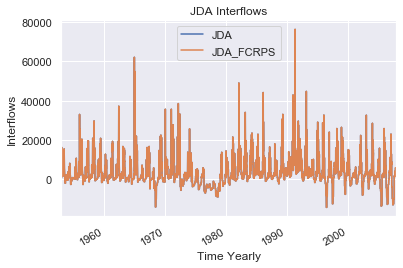 JDA Interflows
JDA
JDA_FCRPS
80000
60000
40000
20000
0
Interflows
1960
1970
1980
1990
2000
Time Yearly